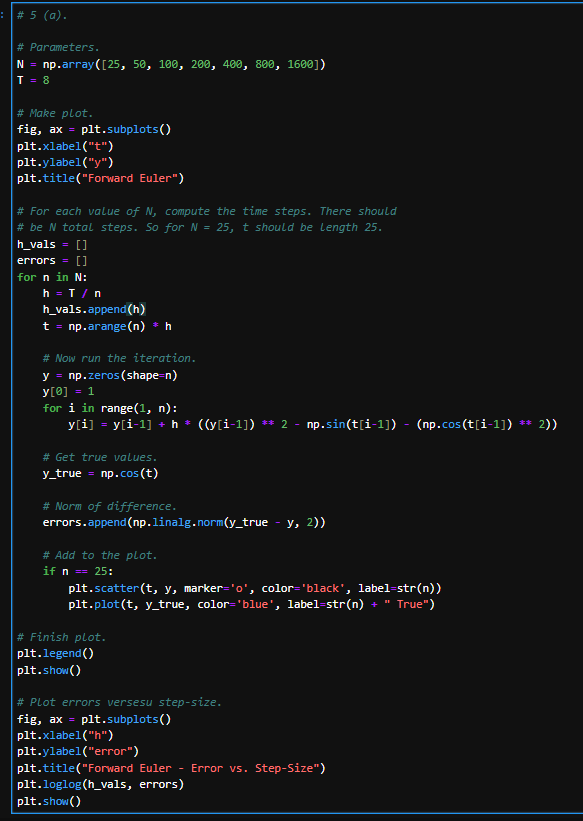 :
# 5 (a).
# Parameters.
N = np.array([25, 50, 100, 200, 400, 800, 1600])
T = 8
# Make plot.
fig, ax = plt.subplots()
plt.xlabel("t")
plt.ylabel("y")
plt.title("Forward Euler")
# For each value of N, compute the time steps. There should
# be N total steps. So for N = 25, t should be length 25.
h_vals = []
errors = []
for n in N:
    h = T / n
    h_vals.append(h)
    t = np.arange(n) * h
    # Now run the iteration.
    y = np.zeros(shape=n)
    y[0] = 1
    for i in range(1, n):
        y[i] = y[i-1] + h * ((y[i-1]) ** 2 - np.sin(t[i-1]) - (np.cos(t[i-1]) ** 2))
    # Get true values.
    y_true = np.cos(t)
    # Norm of difference.
    errors.append(np.linalg.norm(y_true - y, 2))
    # Add to the plot.
    if n == 25:
        plt.scatter(t, y, marker='o', color='black', label=str(n))
        plt.plot(t, y_true, color='blue', label=str(n) + " True")
# Finish plot.
plt.legend()
plt.show()
# Plot errors versesu step-size.
fig, ax = plt.subplots()
plt.xlabel("h")
plt.ylabel("error")
plt.title("Forward Euler - Error vs. Step-Size")
plt.loglog(h_vals, errors)
plt.show()